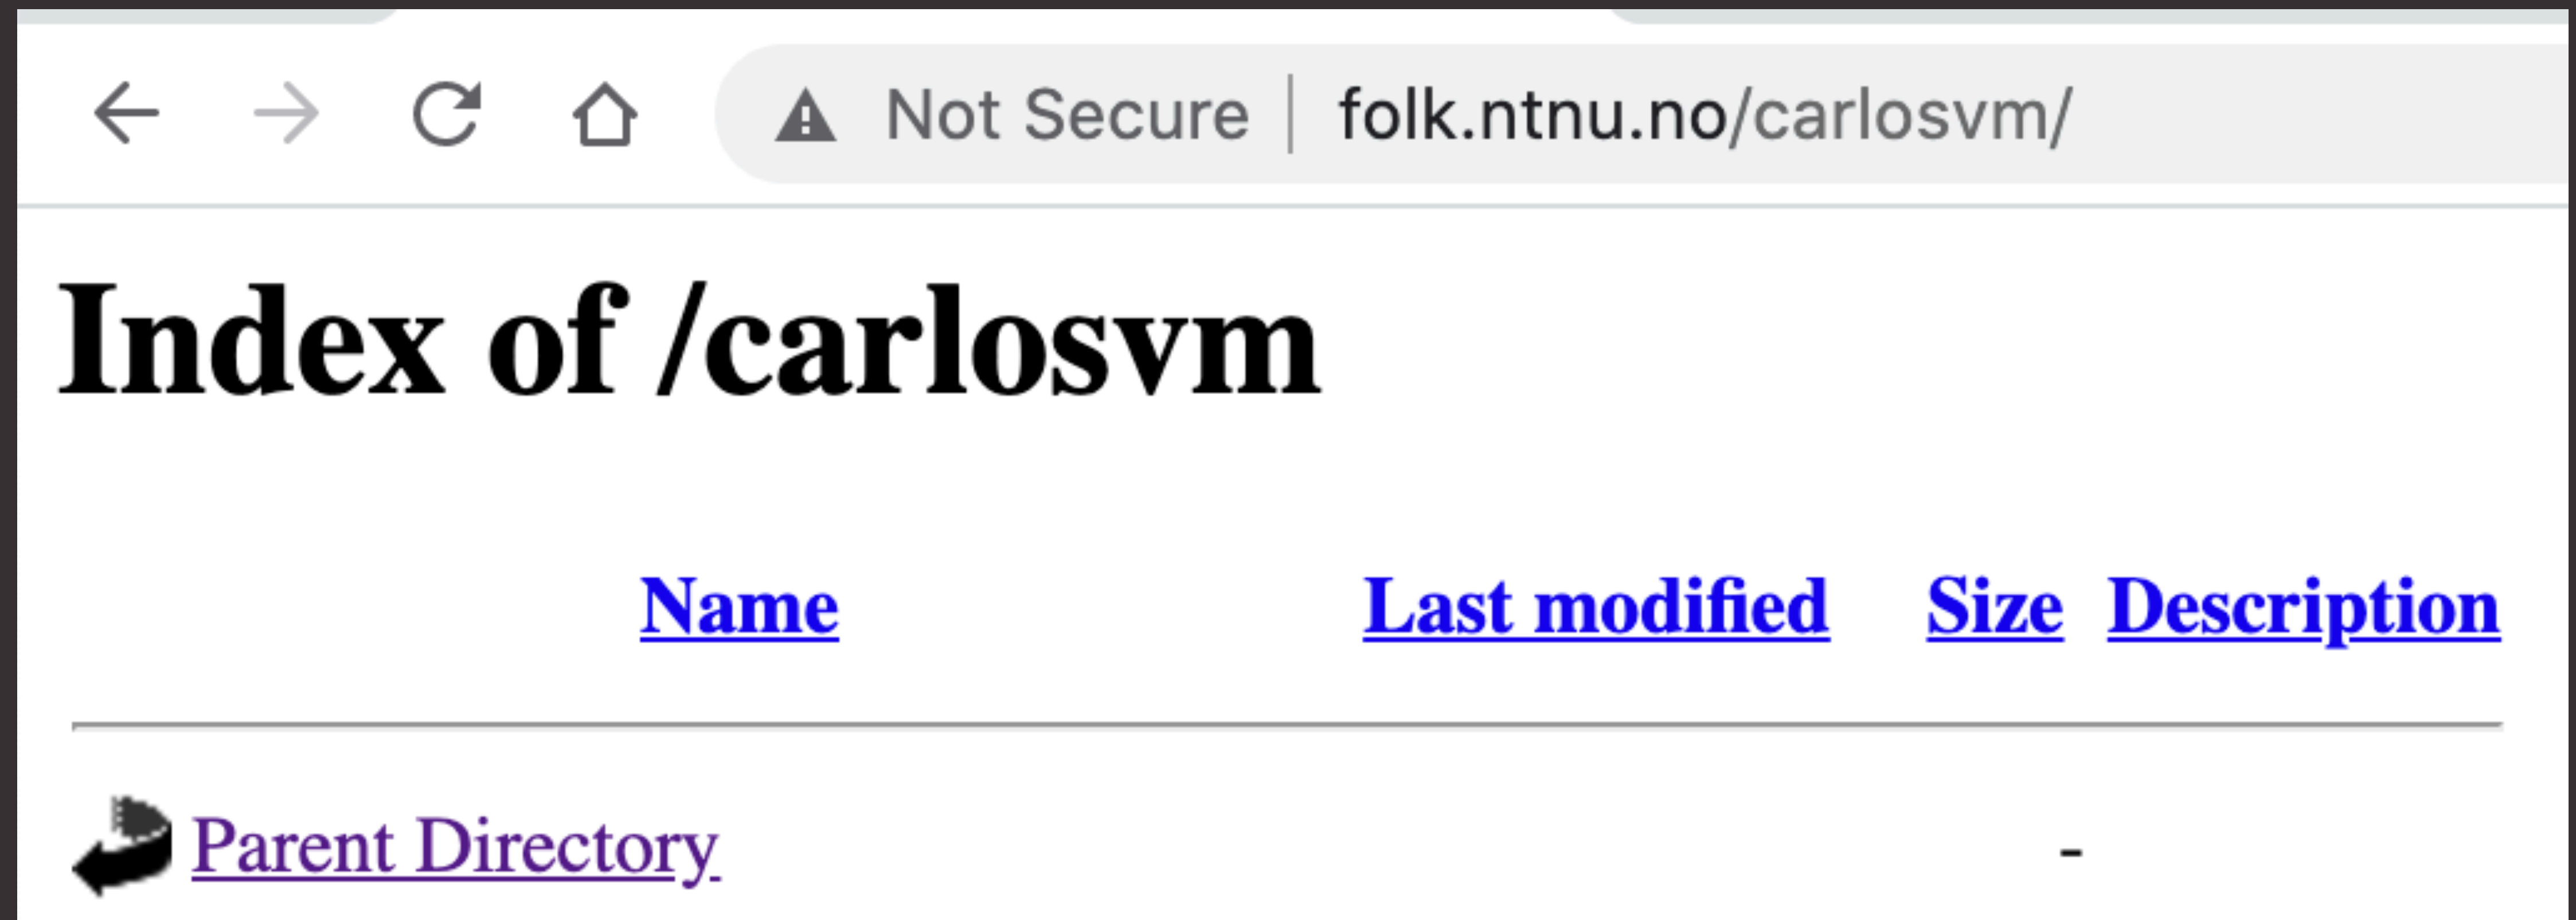 Not Secure | folk.ntnu.no/carlosvm/
Index of /carlosvm
Name Last modified Size Description
Parent Directory -